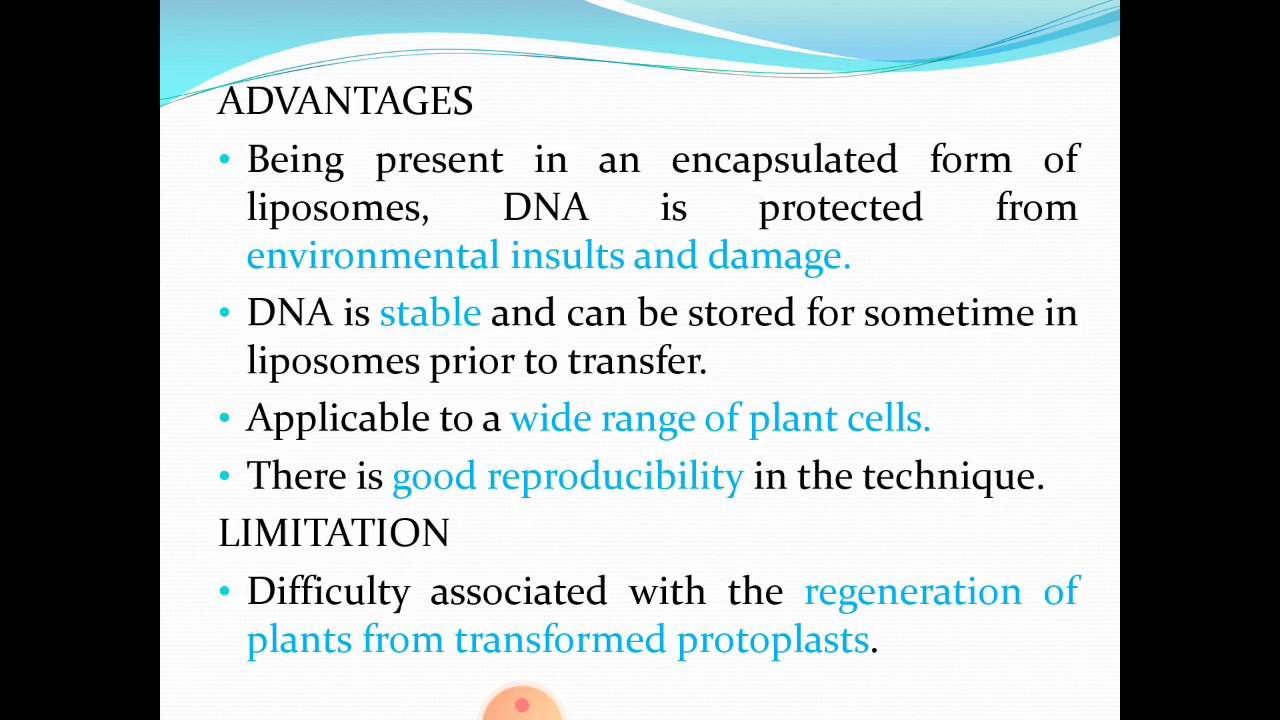 ADVANTAGES
• Being present in an encapsulated form of
liposomes, DNA is protected from
environmental insults and damage.
• DNA is stable and can be stored for sometime in
liposomes prior to transfer.
• Applicable to a wide range of plant cells.
• There is good reproducibility in the technique.
LIMITATION
• Difficulty associated with the regeneration of
plants from transformed protoplasts.